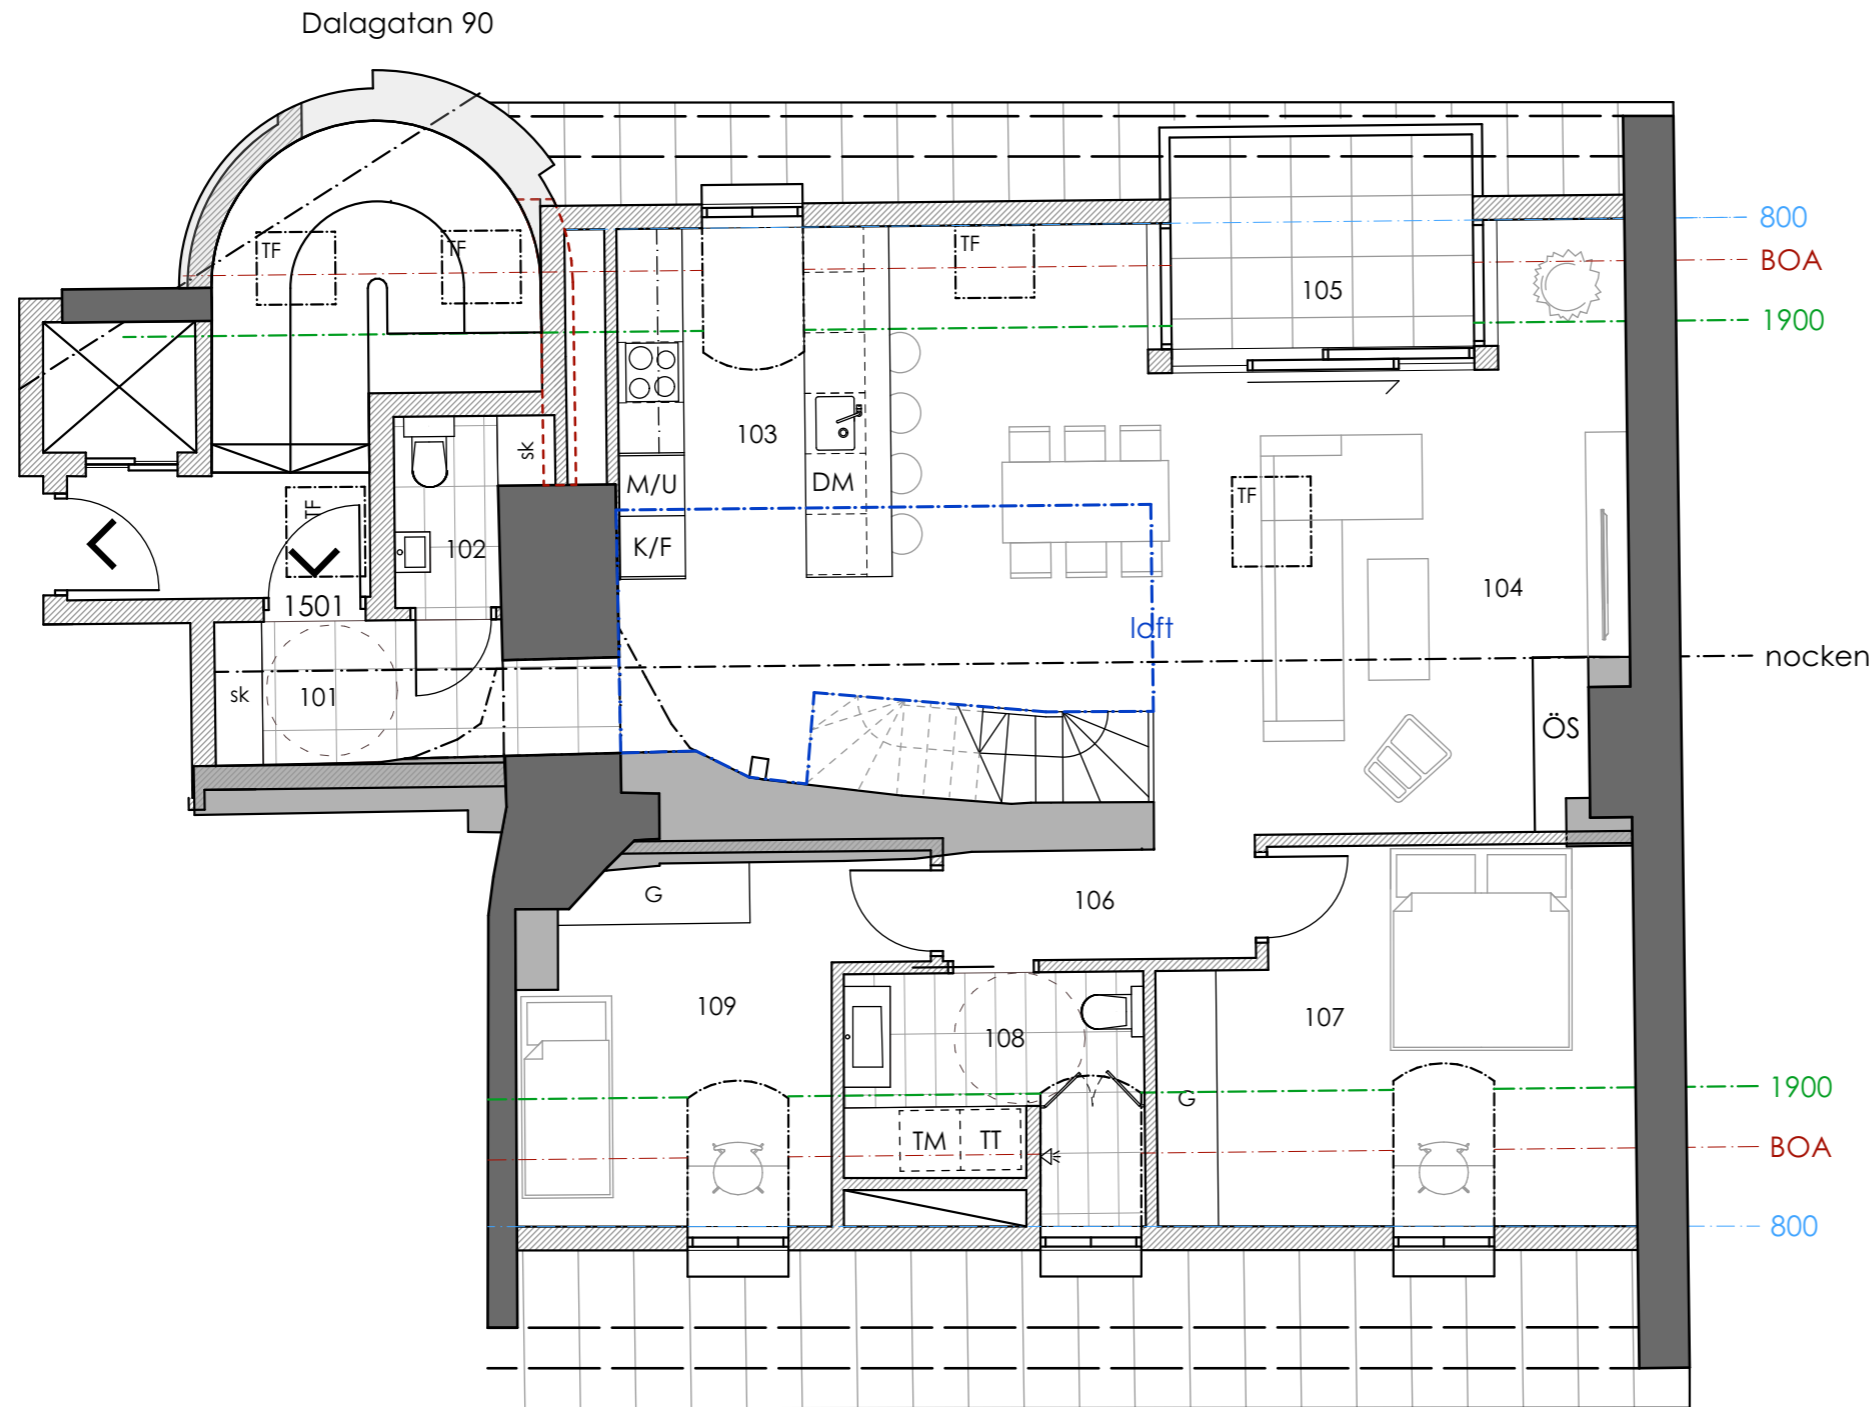 Dalagatan 90
800
BOA
1900
TF
TF
TF
105
103
sk
M/U
DM
TF
TF
K/F
102
104
1501
loft
nocken
sk
101
ÖS
G
106
109
107
108
1900
G
TM
TT
BOA
800